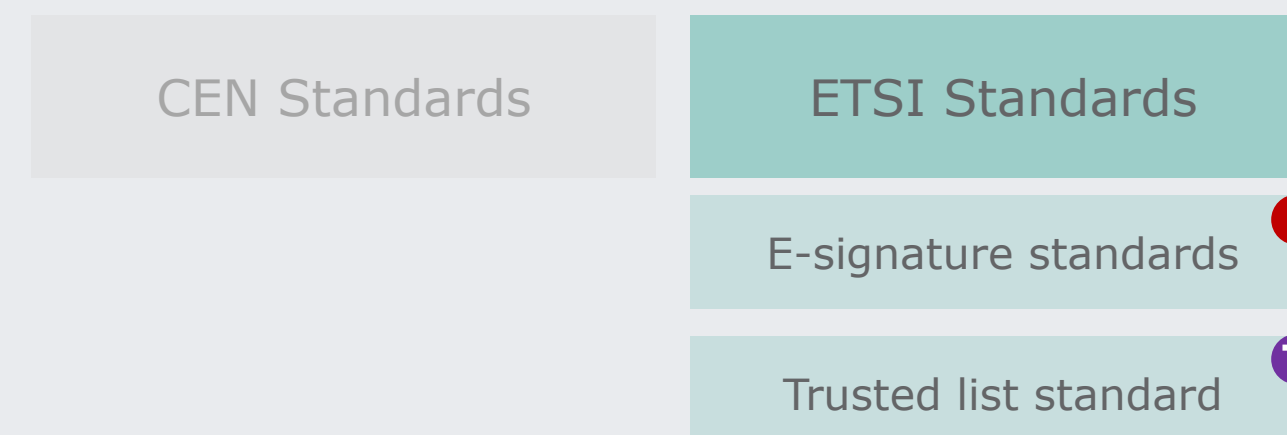 CEN Standards
ETSI Standards
E-signature standards
Trusted list standard